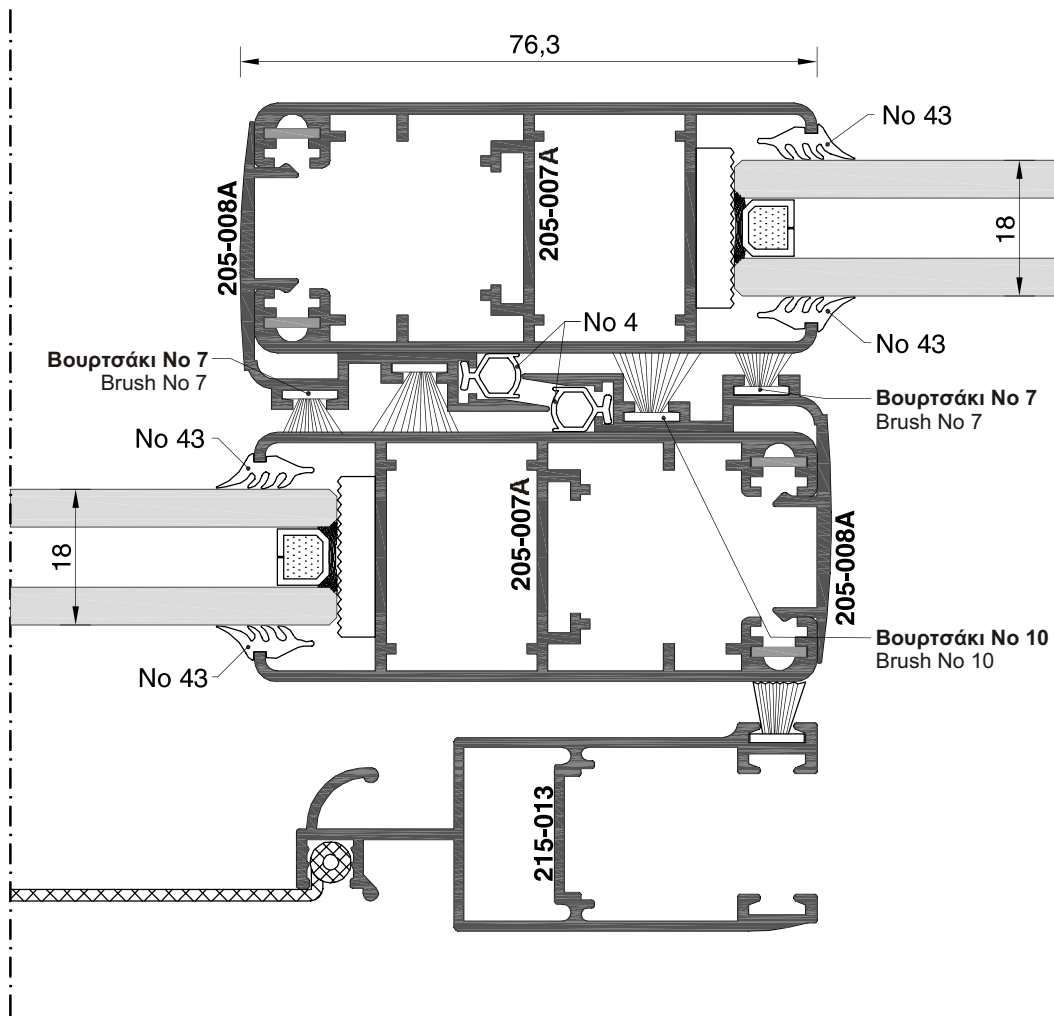 76,3
No 43
205-008A
205-007A
18
No 4
No 43
Βουρτσάκι No 7
Brush No 7
Βουρτσάκι No 7
Brush No 7
No 43
18
205-007A
205-008A
Βουρτσάκι No 10
Brush No 10
No 43
215-013